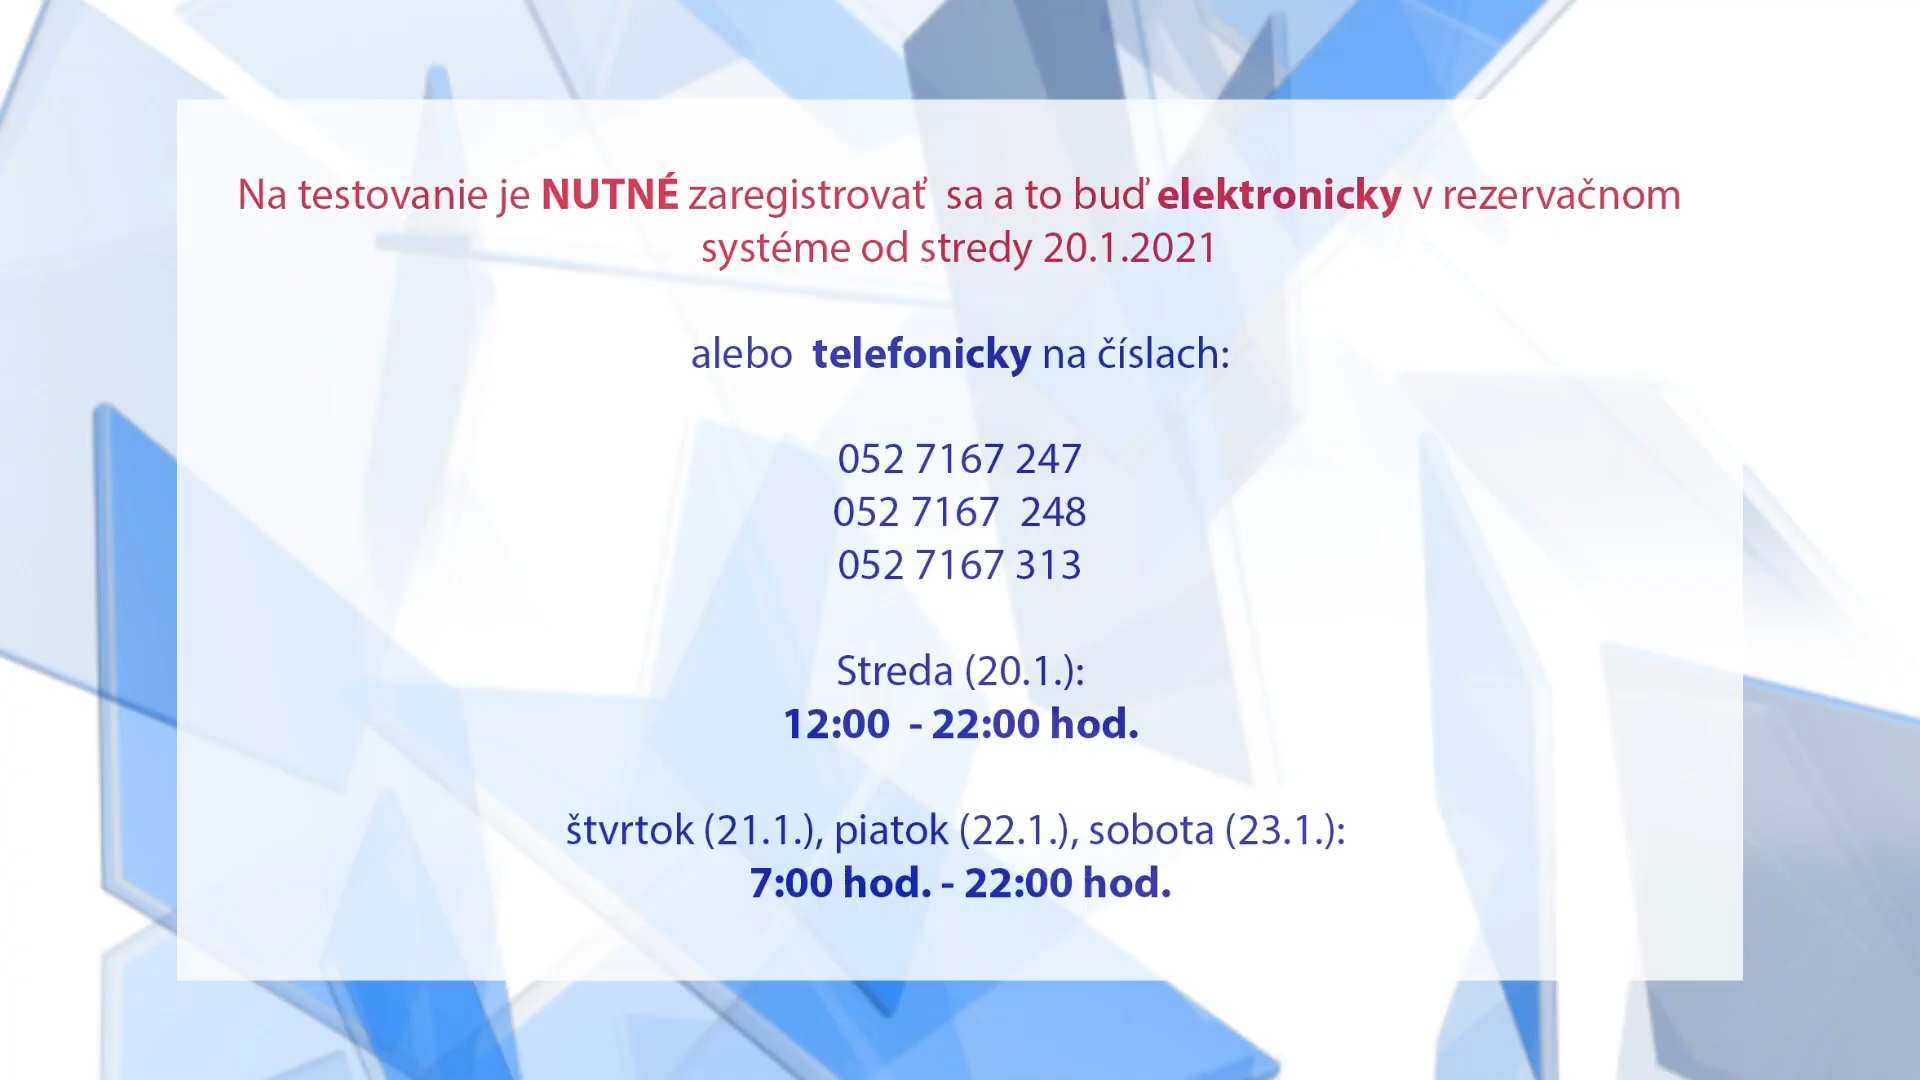 Na testovanie je NUTNÉ zaregistrovať sa a to buď elektronicky v rezervačnom
systéme od stredy 20.1.2021
alebo telefonicky na číslach:
052 7167 247
052 7167 248
052 7167 313
Streda (20.1.):
12:00 - 22:00 hod.
štvrtok (21.1.), piatok (22.1.), sobota (23.1.):
7:00 hod. - 22:00 hod.